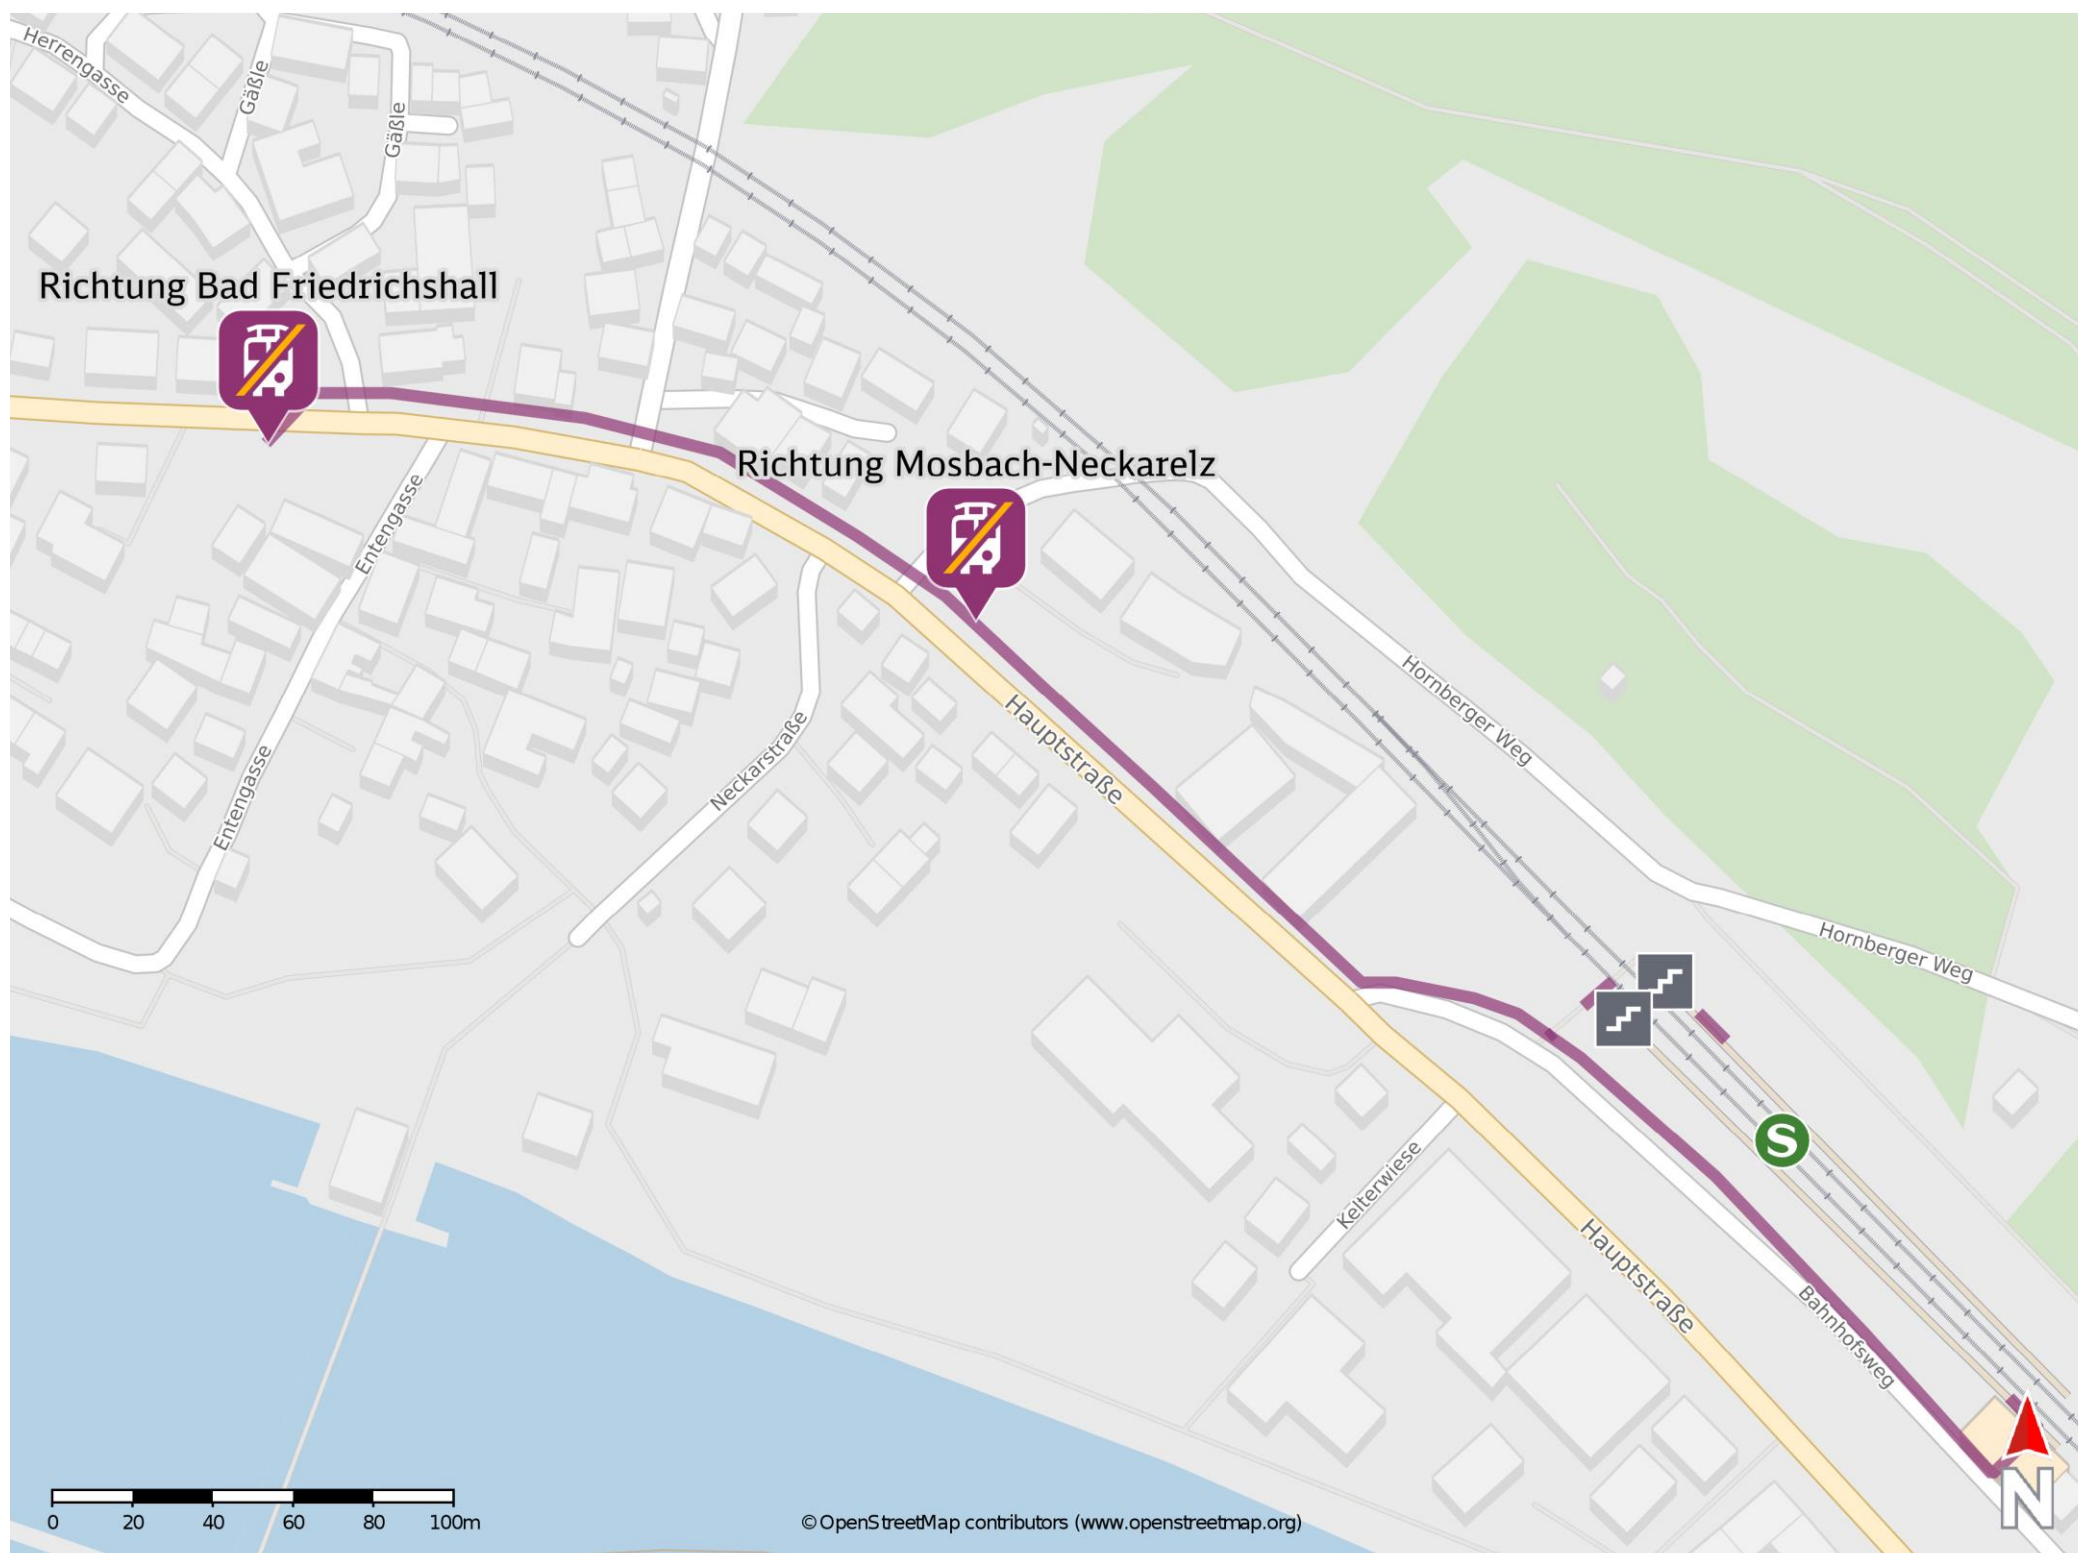 Herrengasse
Gäßle
Gäßle
Richtung Bad Friedrichshall
Richtung Mosbach-Neckarelz
Entengasse
Hauptstraße
Hornberger Weg
Neckarstraße
Entengasse
Hornberger Weg
S
Kelterwiese
Hauptstraße
Bahnhofsweg
N
0 20 40 60 80 100m
© OpenStreetMap contributors (www.openstreetmap.org)